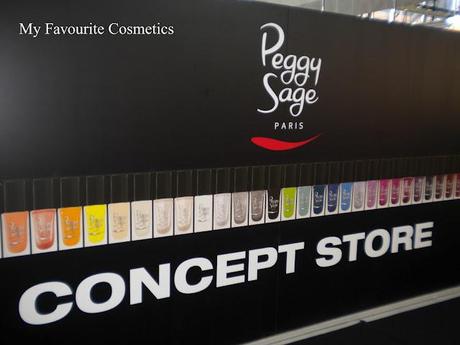 My Favourite Cosmetics
Peggy
Sage
PARIS
CONCEPT STORE